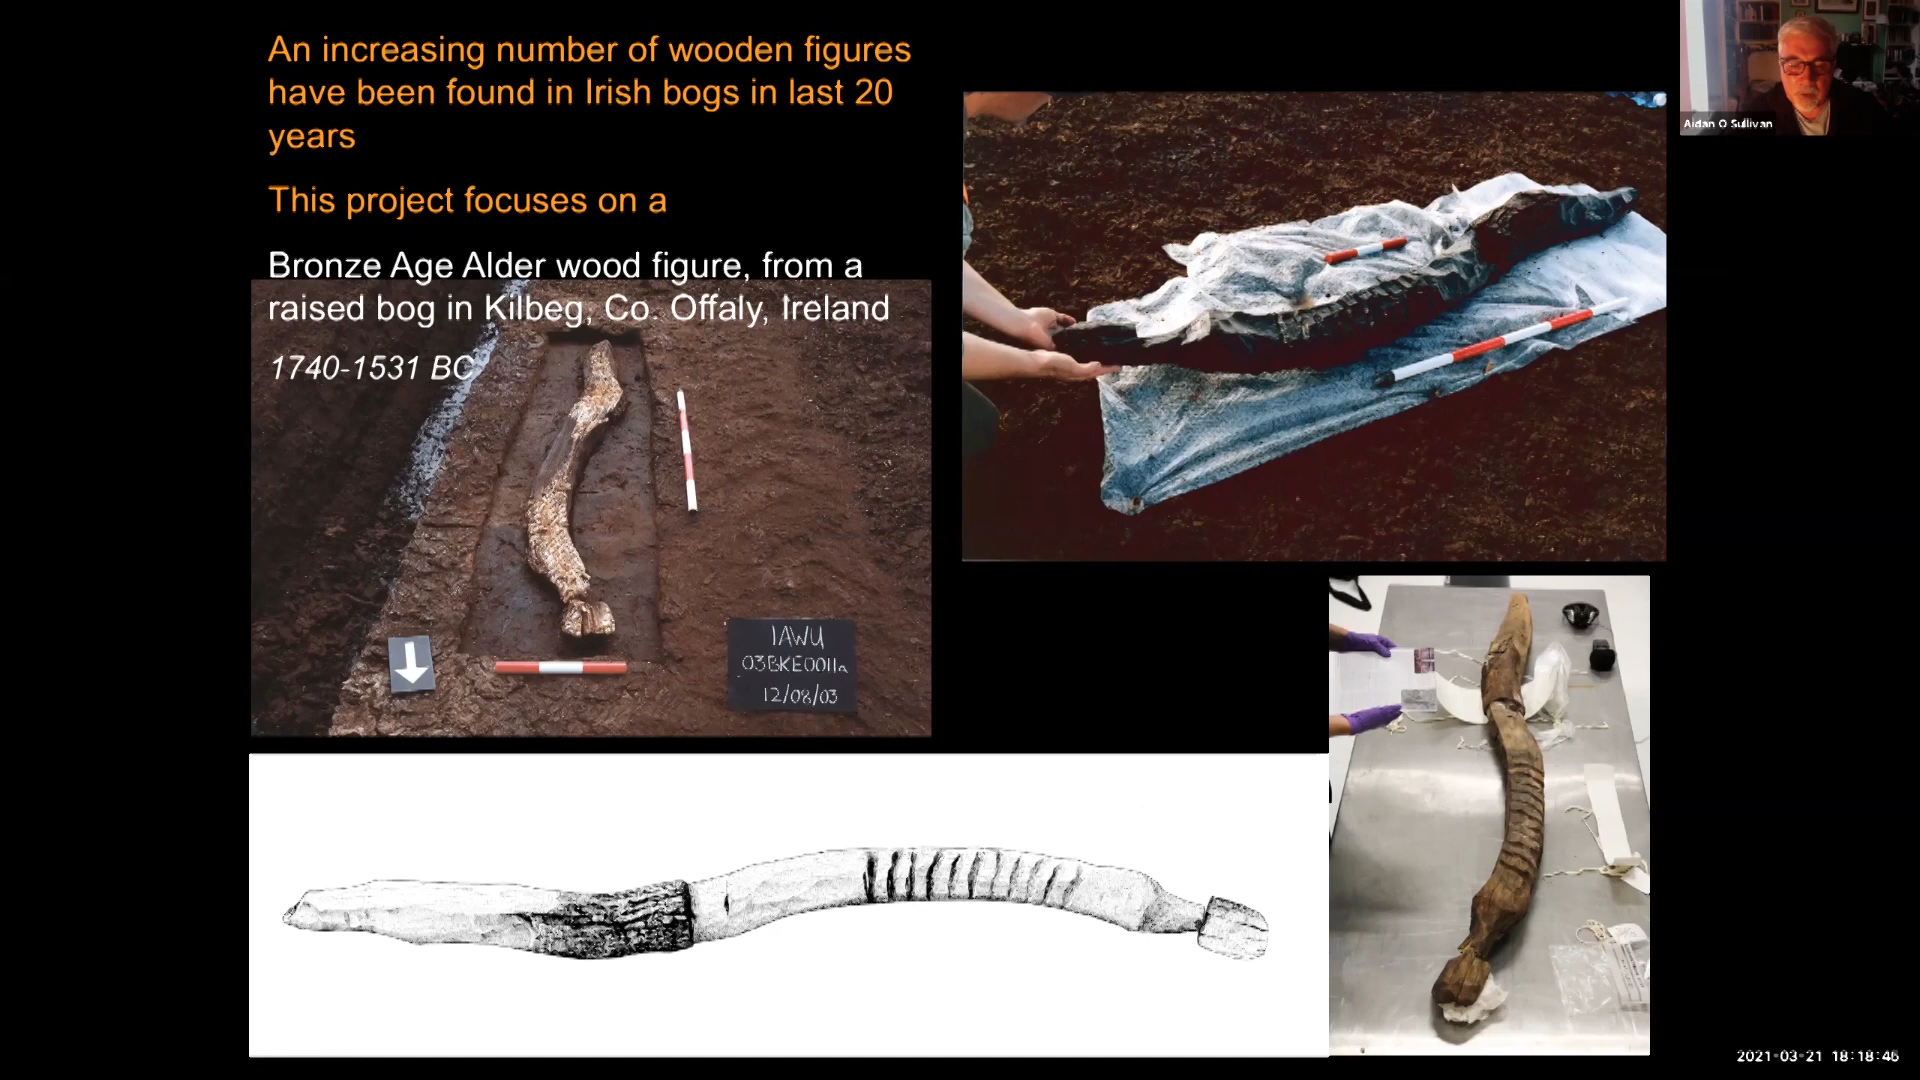 An increasing number of wooden figures
have been found in Irish bogs in last 20
years
This project focuses on a
Bronze Age Alder wood figure, from a
raised bog in Kilbeg, Co. Offaly, Ireland
1740-1531 BC
Aidan O Sullivan
IAWU
03BKE0011a
12/08/03
2021-03-21 18:18:46